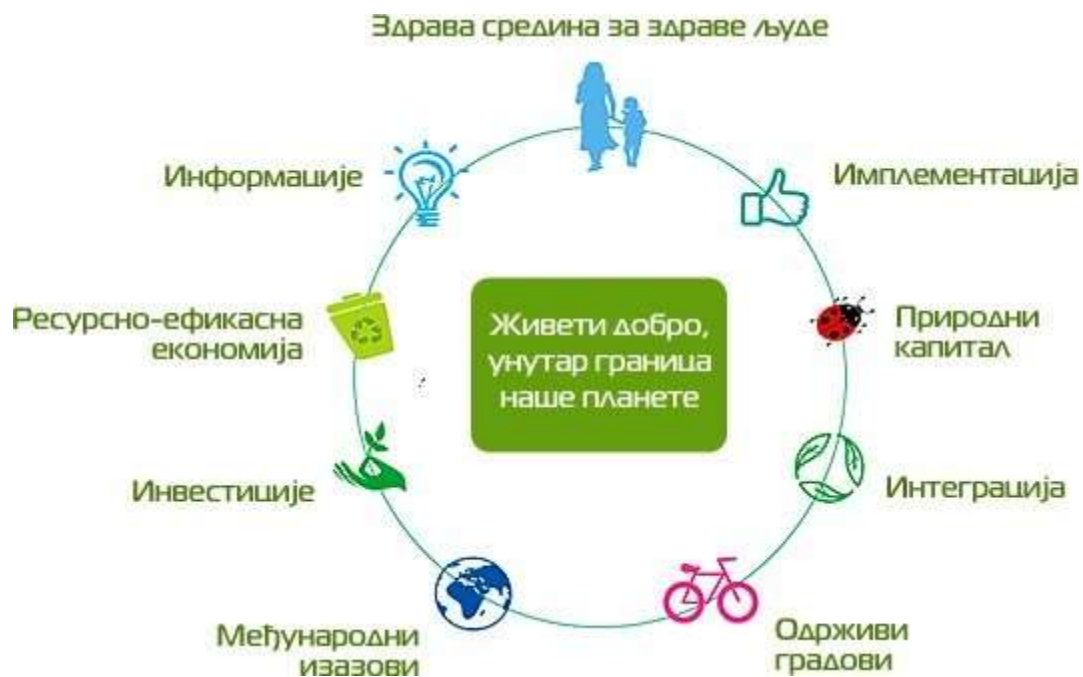 Здрава средина за здраве људе
Информације
Имплементација
Ресурсно-ефикасна
економија
Живети добро,
унутар граница
наше планете
Природни
капитал
Инвестиције
Интеграција
Међународни
изазови
Одрживи
градови